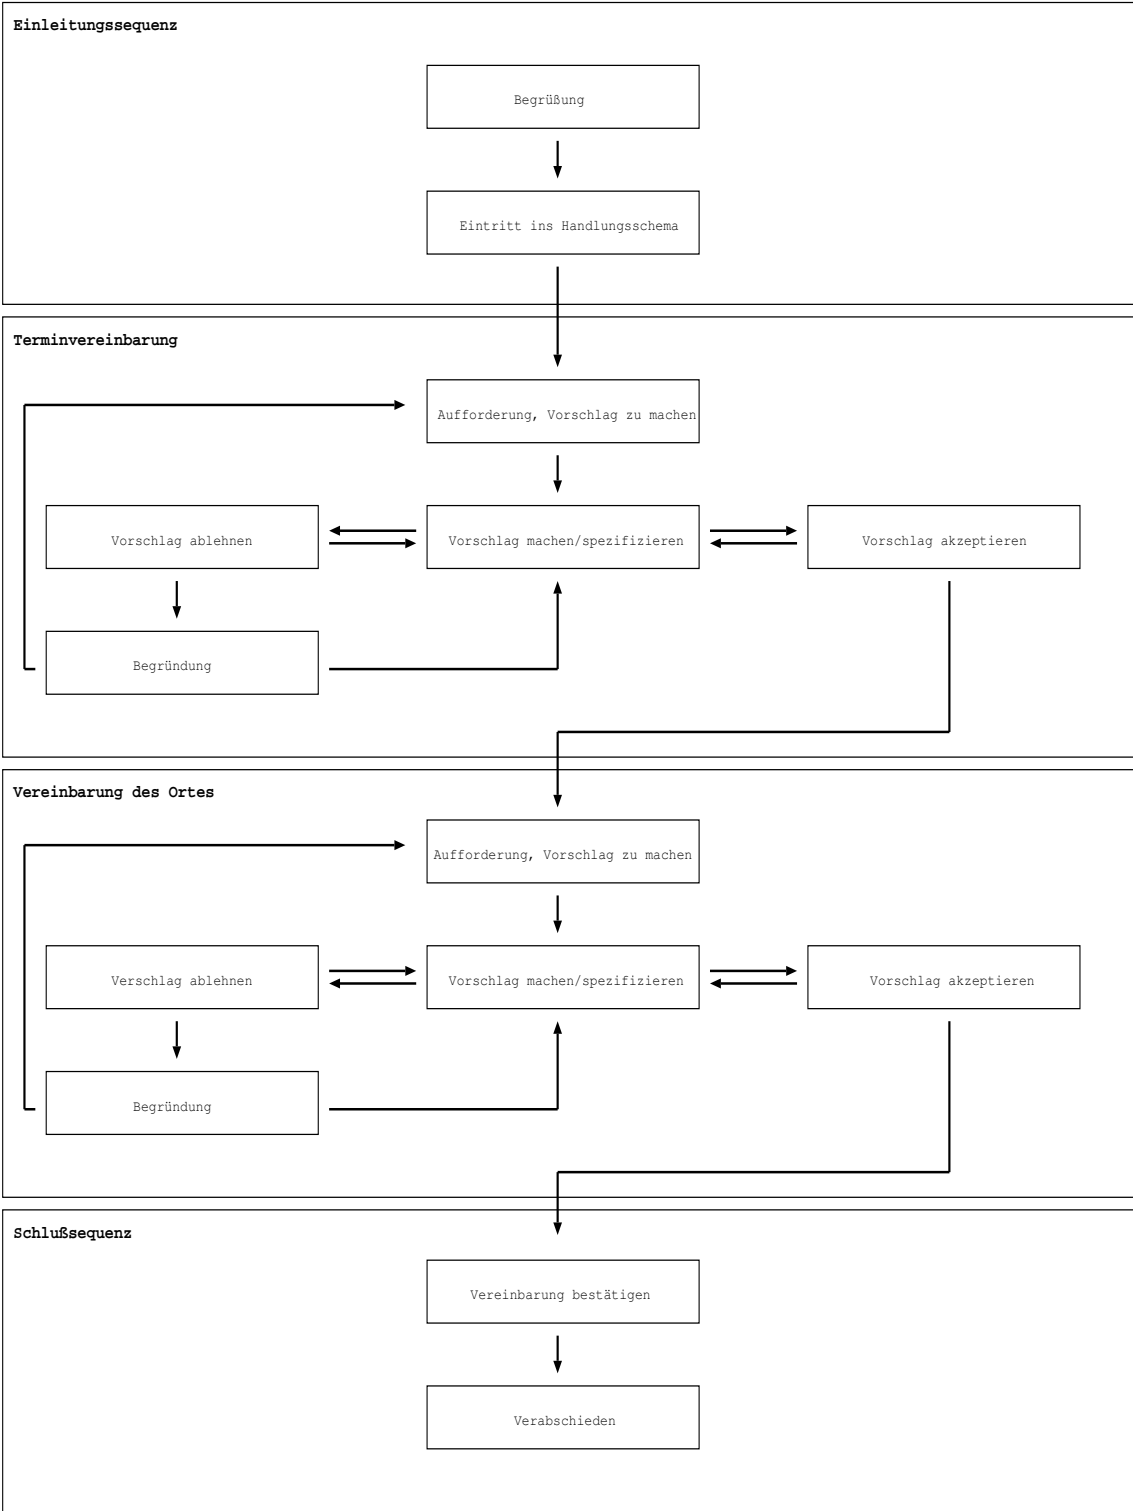 Einleitungssequenz
Begrüßung
Eintritt ins Handlungsschema
Terminvereinbarung
Aufforderung, Vorschlag zu machen
Vorschlag ablehnen
Vorschlag machen/spezifizieren
Vorschlag akzeptieren
Begründung
Vereinbarung des Ortes
Aufforderung, Vorschlag zu machen
Verschlag ablehnen
Vorschlag machen/spezifizieren
Vorschlag akzeptieren
Begründung
Schlußsequenz
Vereinbarung bestätigen
Verabschieden